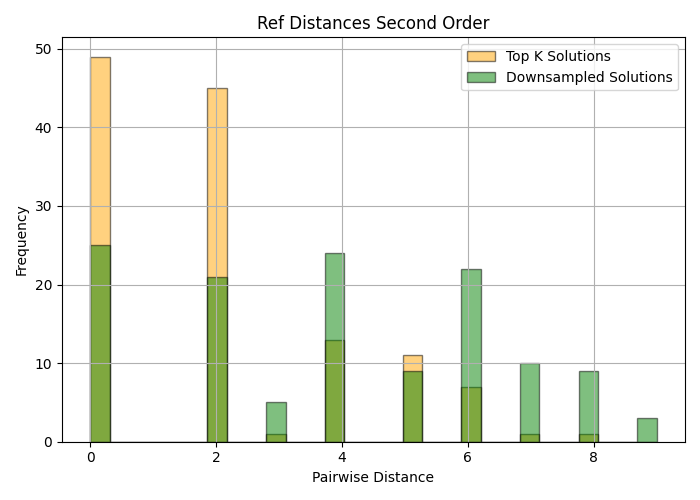 Ref Distances Second Order
Top K Solutions
Downsampled Solutions
Frequency
50
40
30
20
10
0
0 2 4 6 8
Pairwise Distance